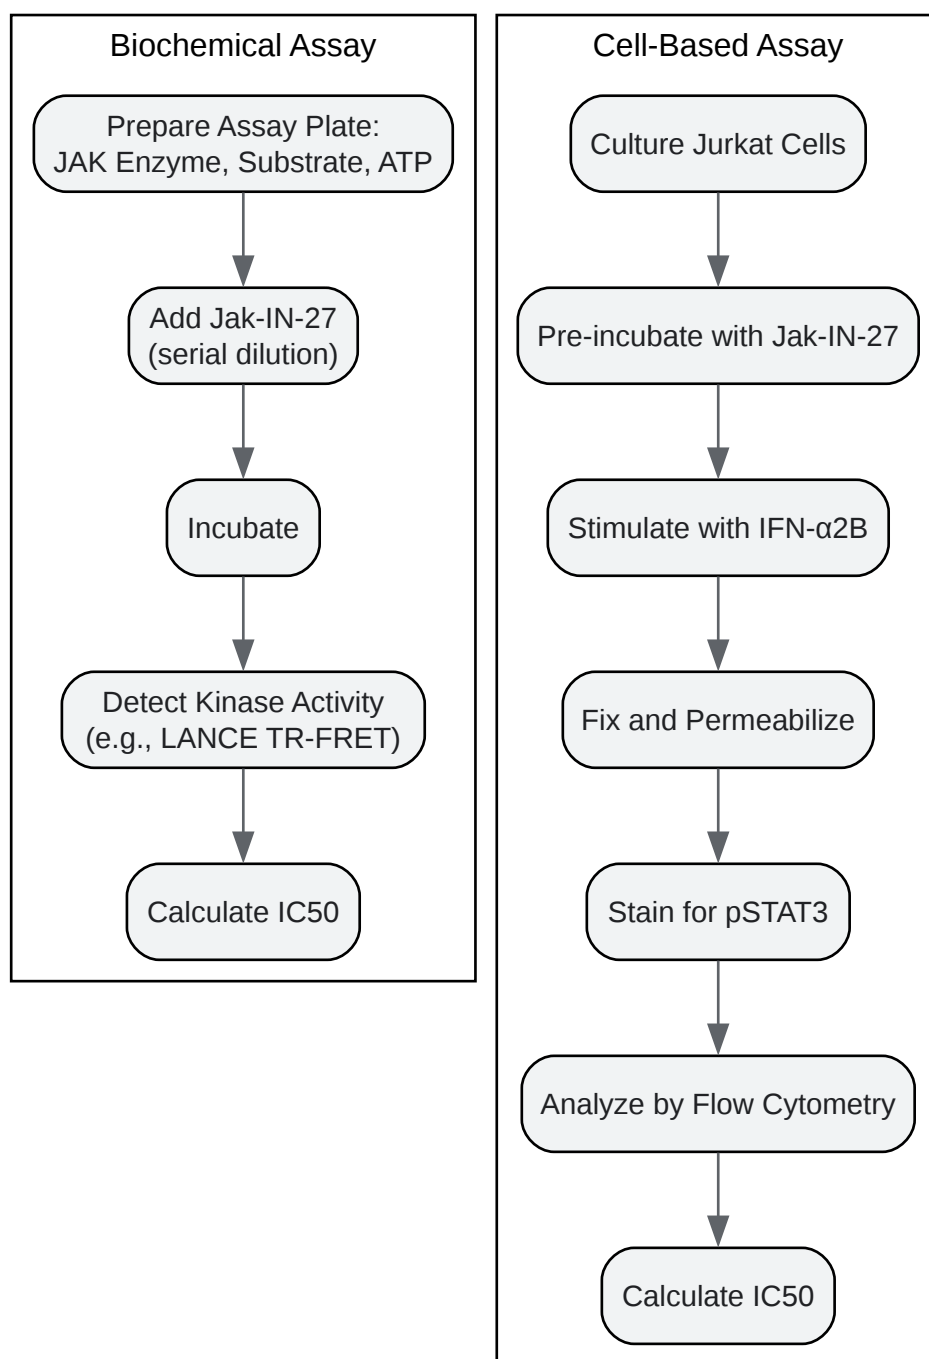 Biochemical Assay
Prepare Assay Plate:
JAK Enzyme, Substrate, ATP
Add Jak-IN-27
(serial dilution)
Incubate
Detect Kinase Activity
(e.g., LANCE TR-FRET)
Calculate IC50
Cell-Based Assay
Culture Jurkat Cells
Pre-incubate with Jak-IN-27
Stimulate with IFN-α2B
Fix and Permeabilize
Stain for pSTAT3
Analyze by Flow Cytometry
Calculate IC50